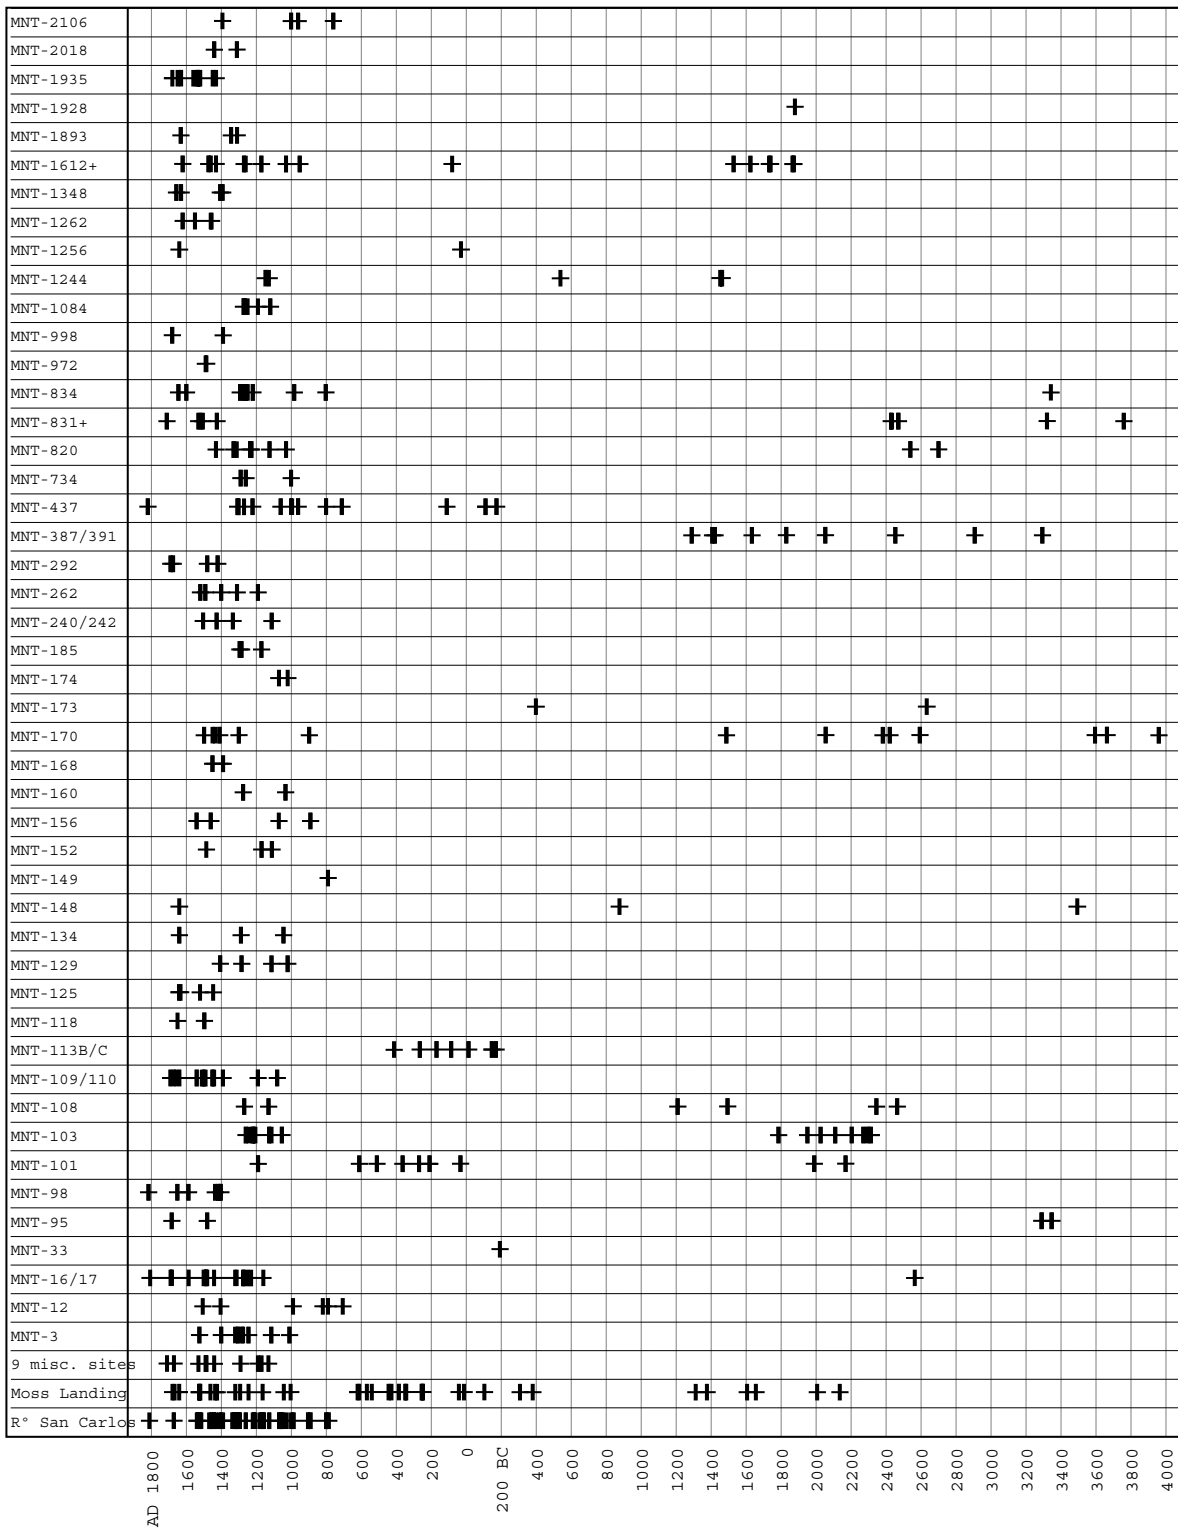 MNT-2106
MNT-2018
MNT-1935
MNT-1928
MNT-1893
MNT-1612+
MNT-1348
MNT-1262
MNT-1256
MNT-1244
MNT-1084
MNT-998
MNT-972
MNT-834
MNT-831+
MNT-820
MNT-734
MNT-437
MNT-387/391
MNT-292
MNT-262
MNT-240/242
MNT-185
MNT-174
MNT-173
MNT-170
MNT-168
MNT-160
MNT-156
MNT-152
MNT-149
MNT-148
MNT-134
MNT-129
MNT-125
MNT-118
MNT-113B/C
MNT-109/110
MNT-108
MNT-103
MNT-101
MNT-98
MNT-95
MNT-33
MNT-16/17
MNT-12
MNT-3
9 misc. sites
Moss Landing
R° San Carlos
AD 1800
1600
1400
1200
1000
800
600
400
200
0
200 BC
400
600
800
1000
1200
1400
1600
1800
2000
2200
2400
2600
2800
3000
3200
3400
3600
3800
4000